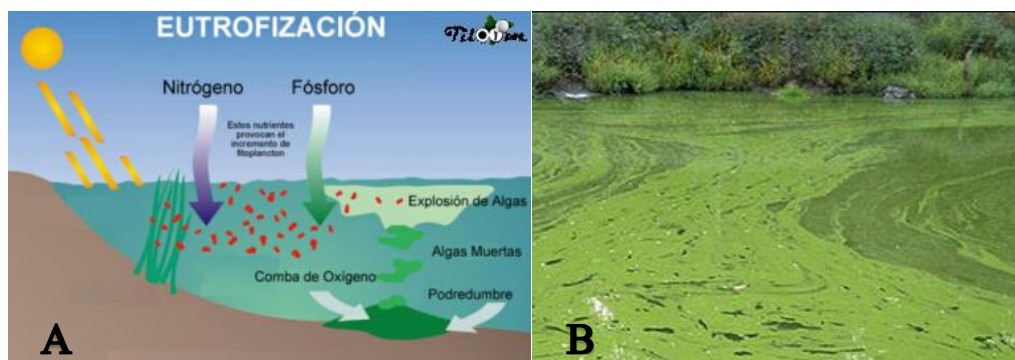 EUTROFIZACIÓN
Nitrógeno
Fósforo
Estos nutrientes
provocan el
incremento de
fitoplancton
Explosión de Algas
Algas Muertas
Comba de Oxígeno
Podredumbre
A
B